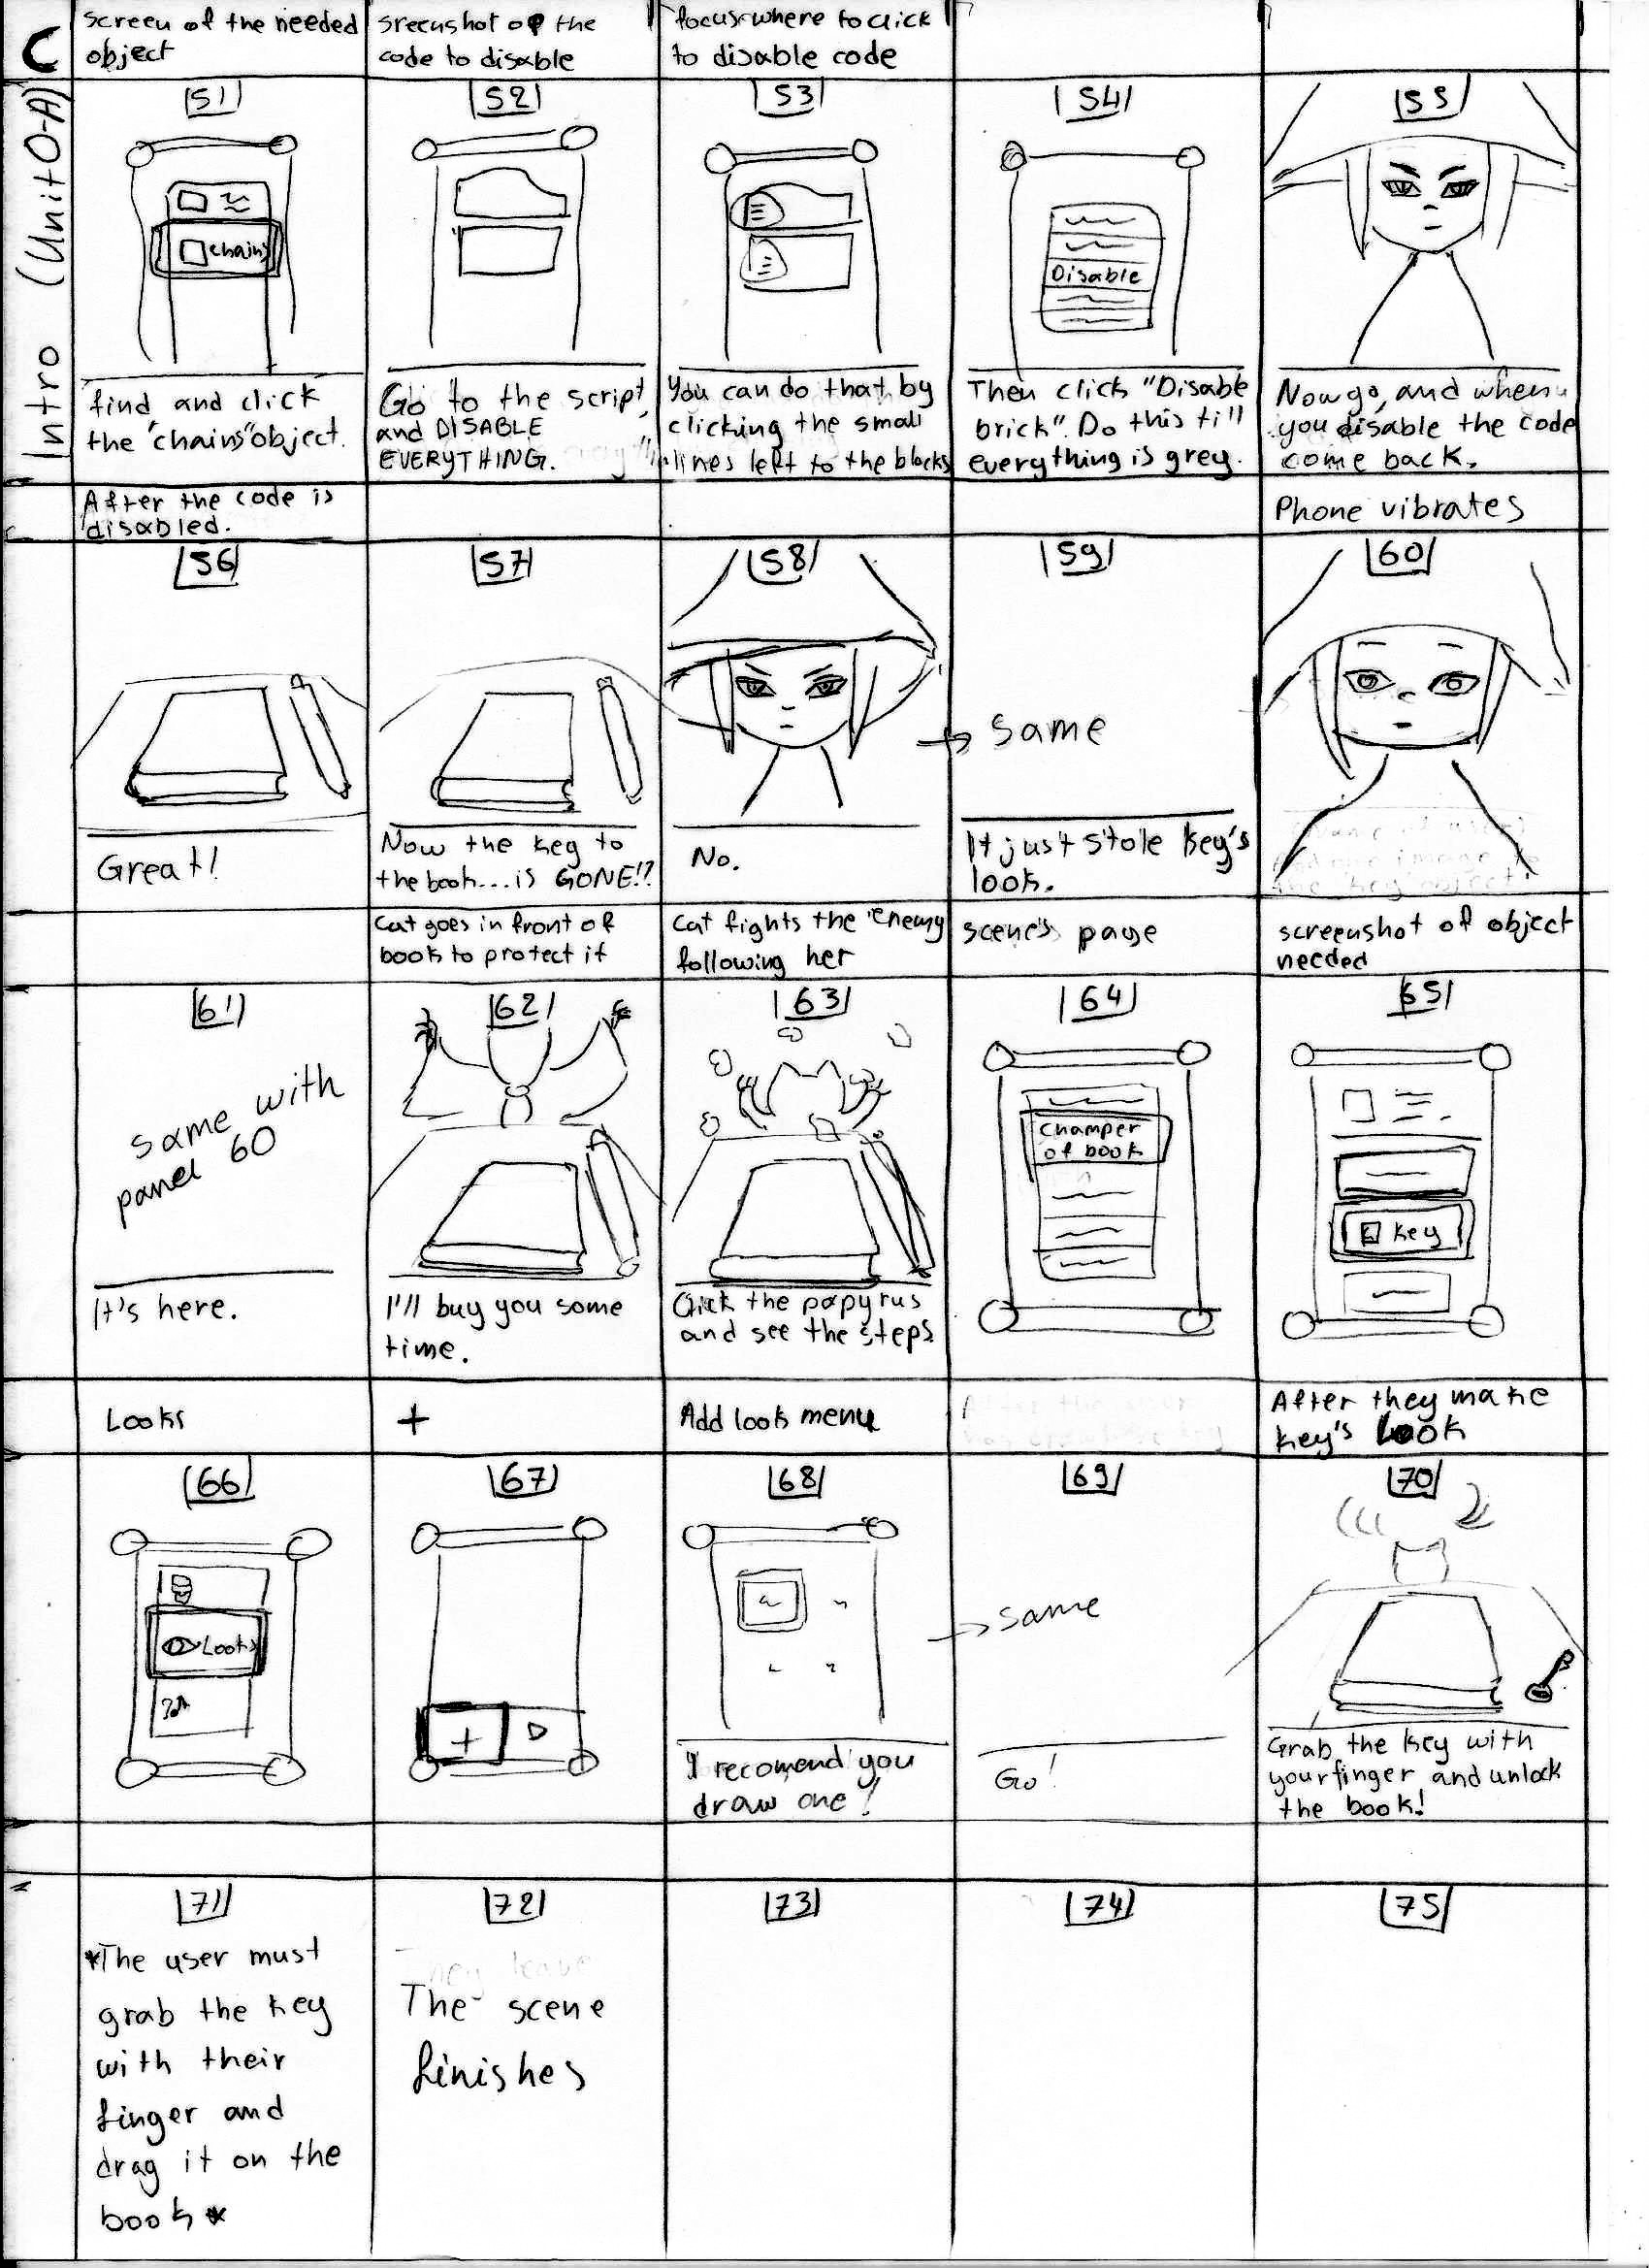 C
Intro (Unit 0-A)
screen of the needed
object
sreenshot of the
code to disable
focus where to click
to disable code
51
chains
find and click
the "chains" object.
52
Go to the script,
and DISABLE
EVERYTHING.
53
You can do that by
clicking the small
lines left to the blocks
54
Disable
Then click "Disable
brick". Do this till
everything is grey.
55
Now go, and when
you disable the code
come back.
After the code is
disabled.
Phone vibrates
56
Great!
57
Now the key to
the book...is GONE!?
58
No.
59
→ same
It just stole key's
look.
60
Cat goes in front of
book to protect it
Cat fights the enemy
following her
scene's page
screenshot of object
needed
61
same with
panel 60
It's here.
62
I'll buy you some
time.
63
Click the papyrus
and see the steps
64
Champer
of book
65
key
Looks
+
Add look menu
After they make
key's Look
66
Looks
67
+
68
I recomend you
draw one!
69
→ same
Go!
70
Grab the key with
your finger and unlock
the book!
71
*The user must
grab the key
with their
finger and
drag it on the
book*
72
The scene
finishes
73
74
75